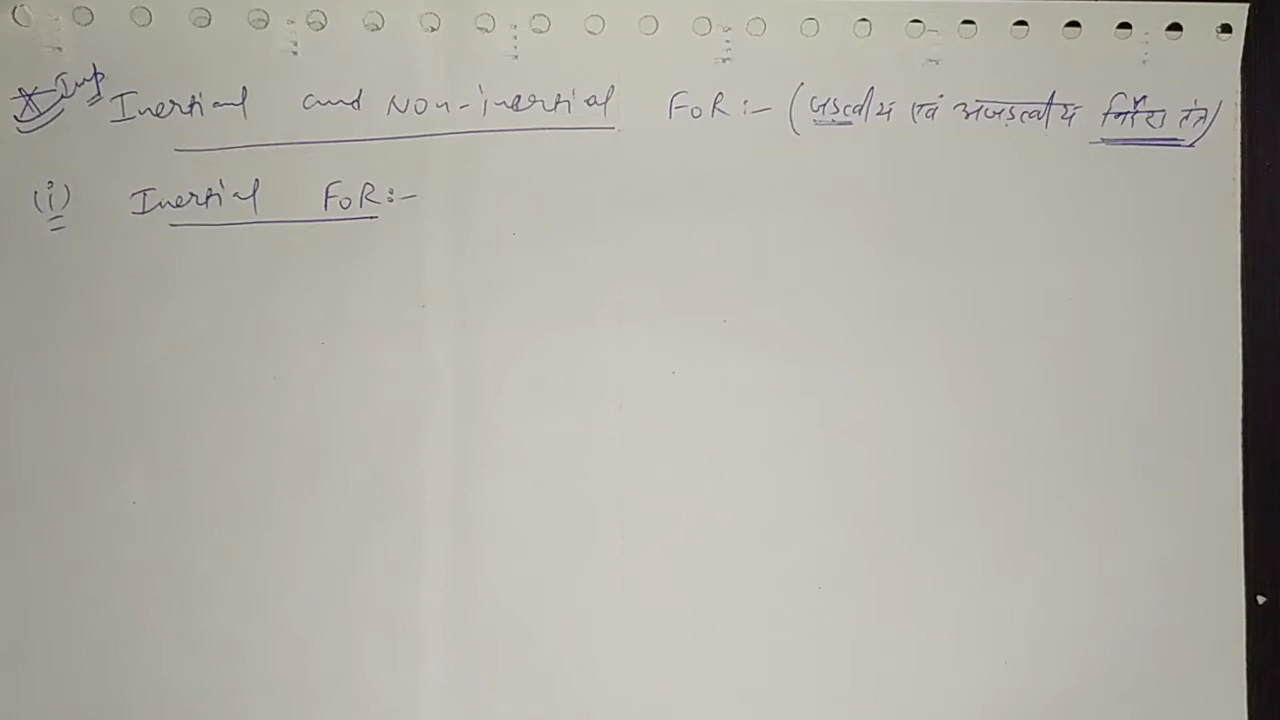 Imp Inertial and Non-inertial FOR:- (जड़त्वीय एवं अजड़त्वीय निर्देश तंत्र)
(i) Inertial FOR:-